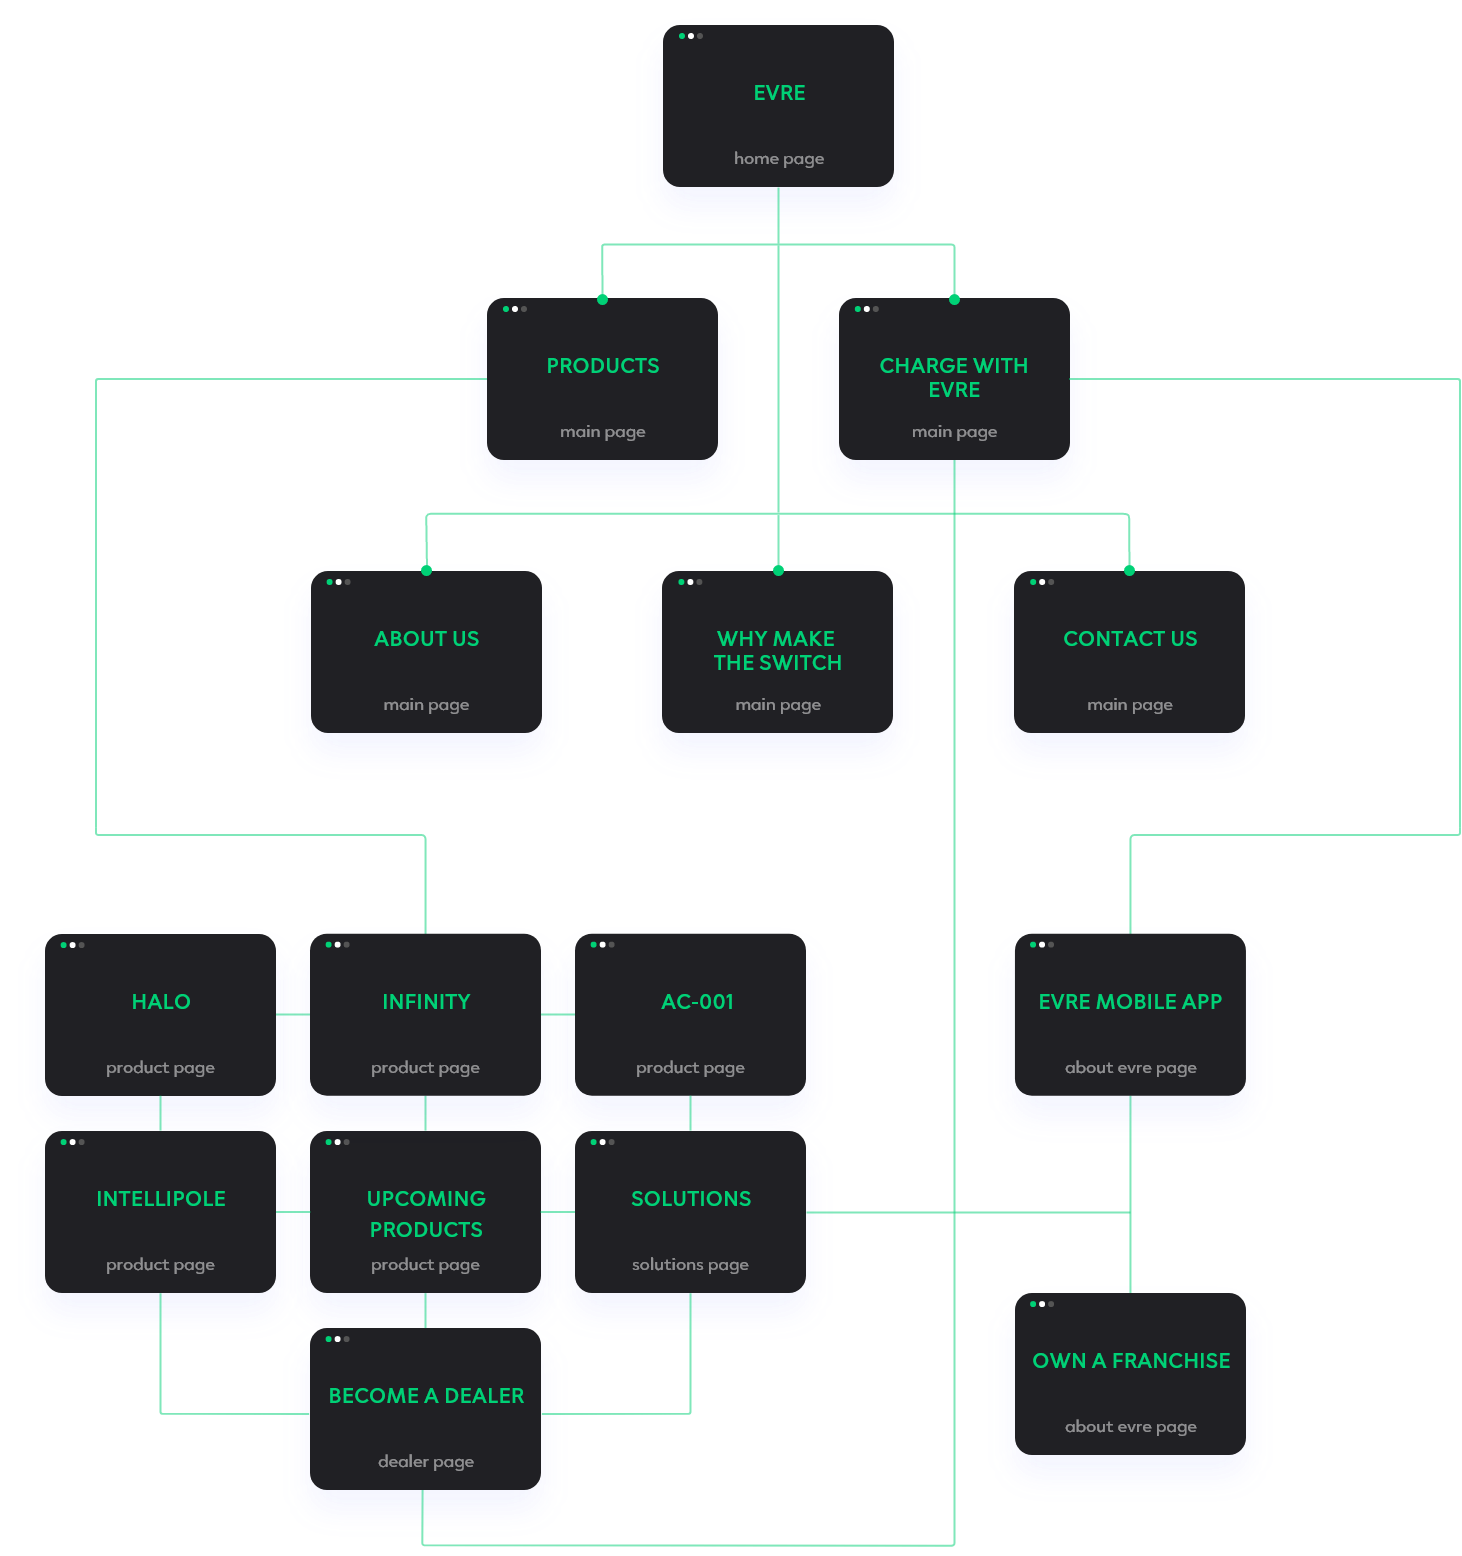 EVRE
home page
PRODUCTS
main page
CHARGE WITH
EVRE
main page
ABOUT US
main page
WHY MAKE
THE SWITCH
main page
CONTACT US
main page
HALO
product page
INFINITY
product page
AC-001
product page
EVRE MOBILE APP
about evre page
INTELLIPOLE
product page
UPCOMING
PRODUCTS
product page
SOLUTIONS
solutions page
BECOME A DEALER
dealer page
OWN A FRANCHISE
about evre page